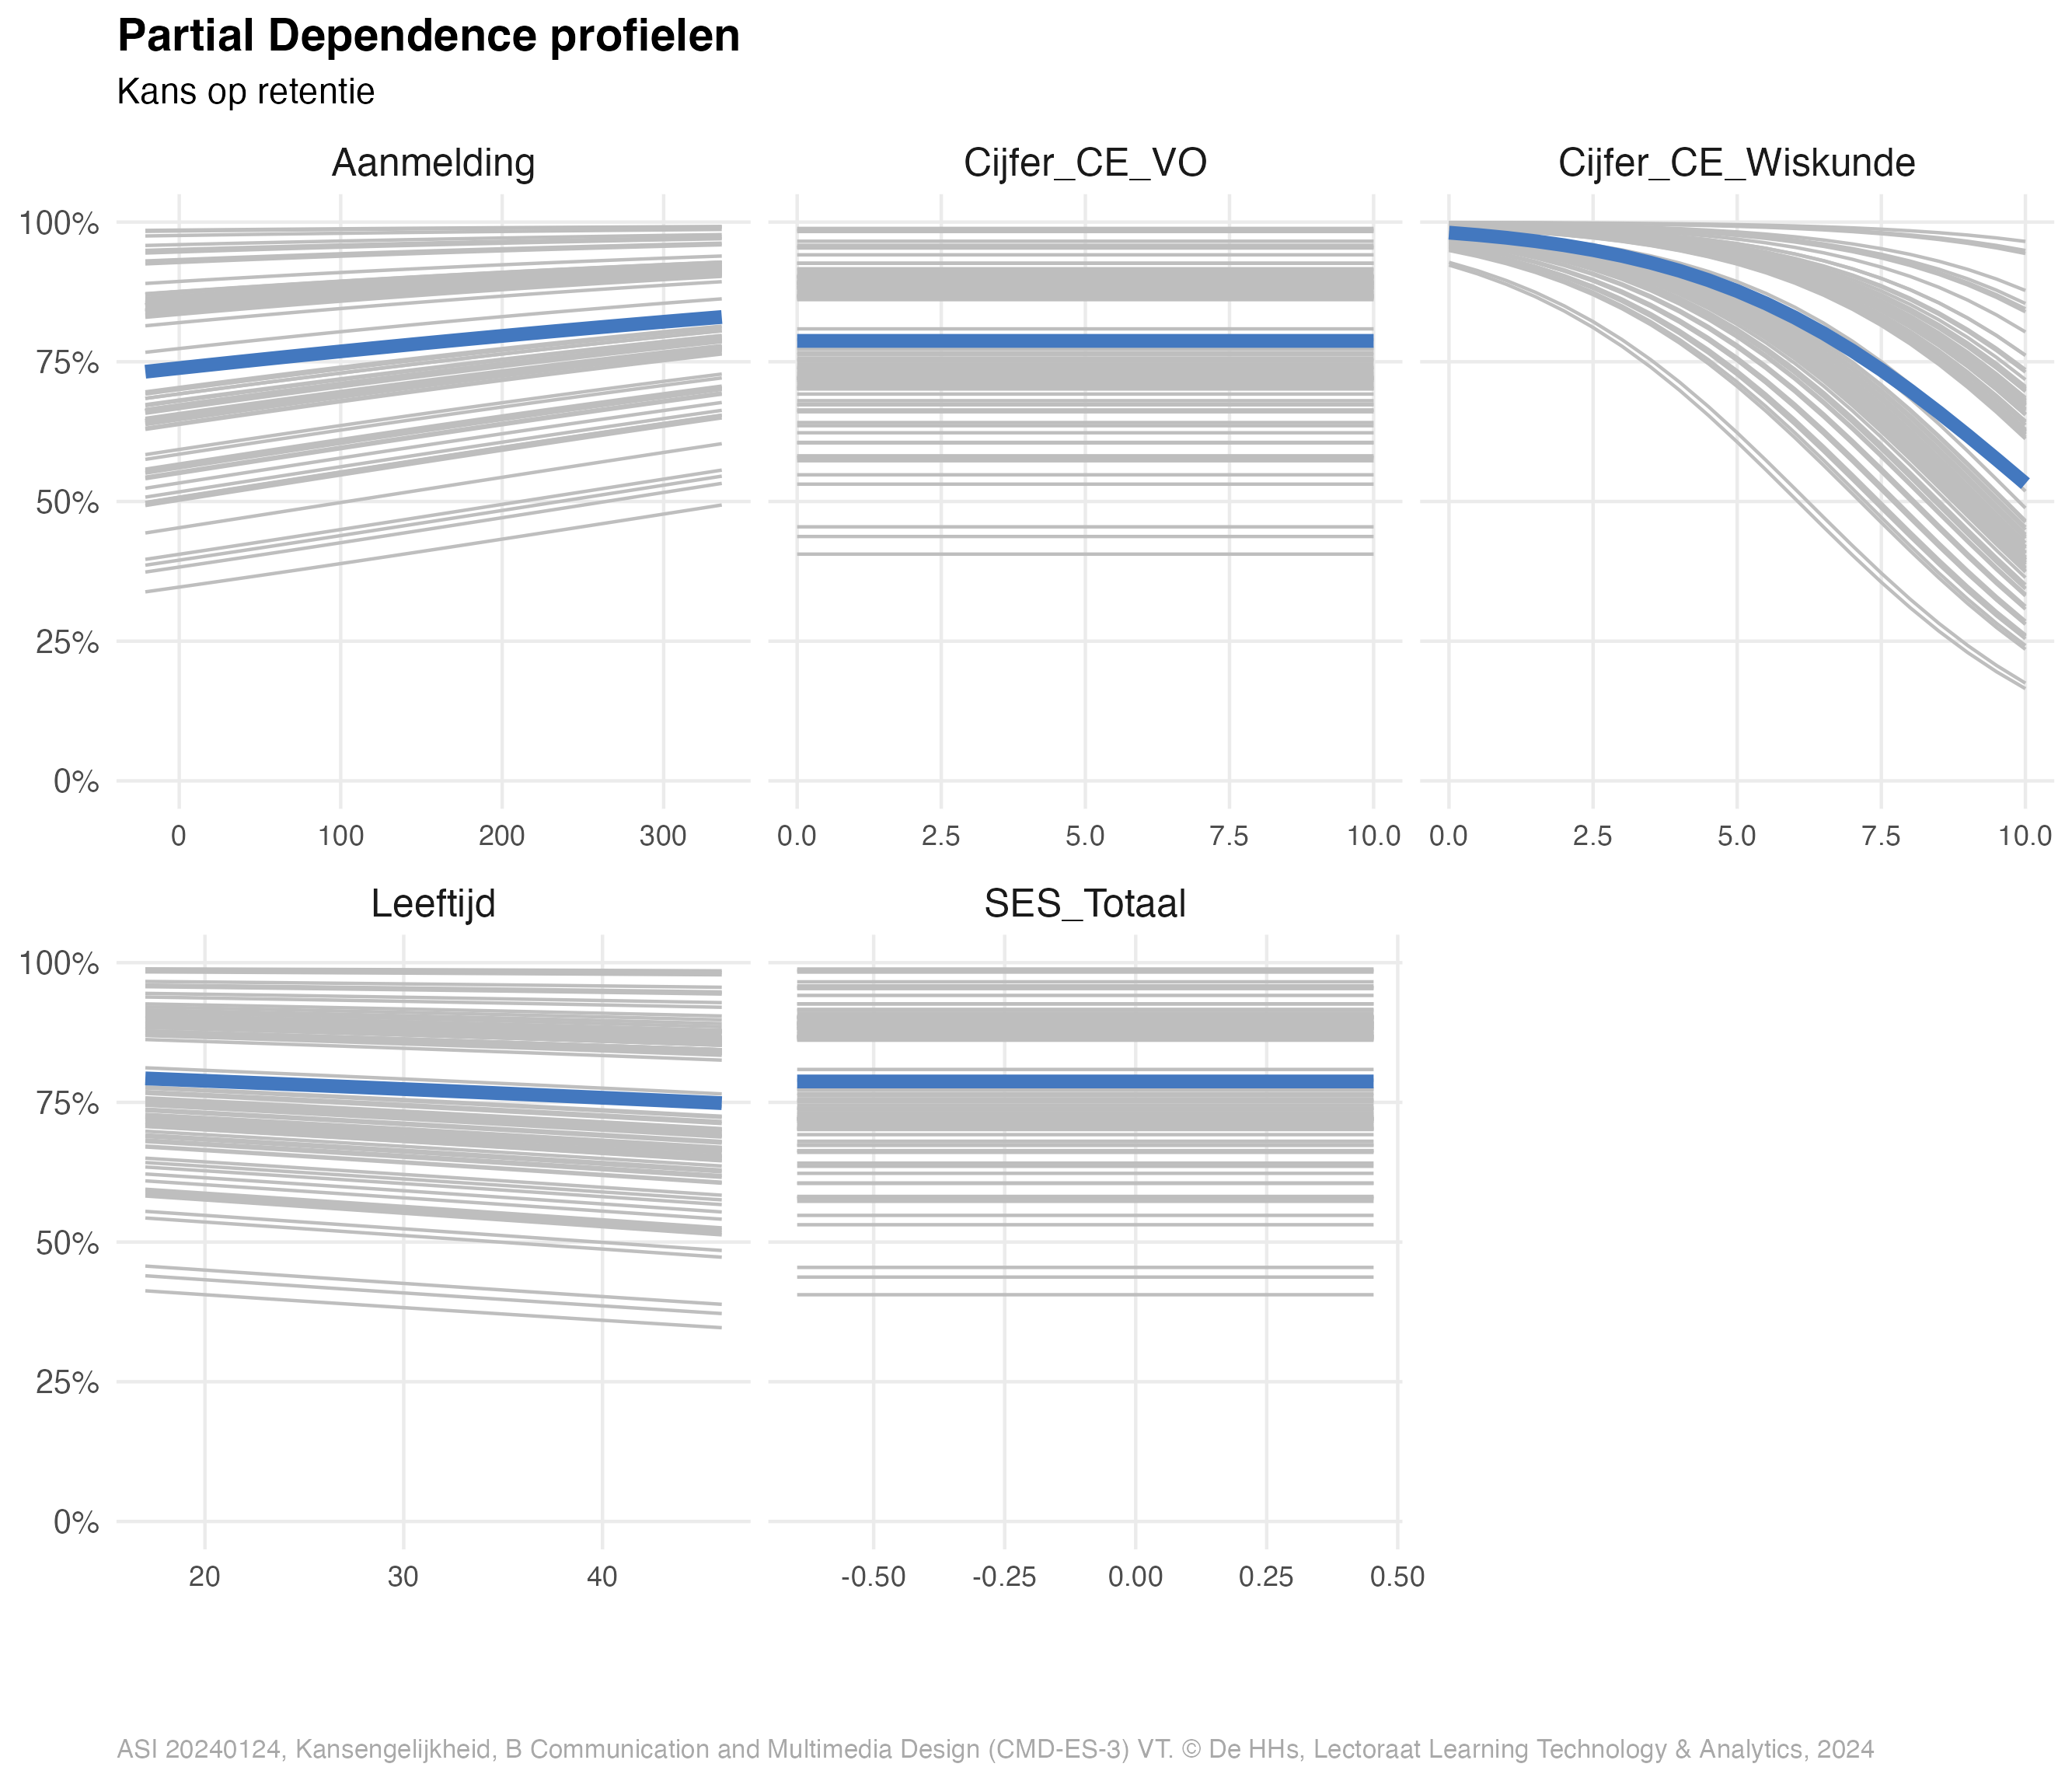 Partial Dependence profielen
Kans op retentie
Aanmelding
Cijfer_CE_VO
Cijfer_CE_Wiskunde
100%
75%
50%
25%
0%
0 100 200 300
0.0 2.5 5.0 7.5 10.0
0.0 2.5 5.0 7.5 10.0
Leeftijd
SES_Totaal
100%
75%
50%
25%
0%
20 30 40
-0.50 -0.25 0.00 0.25 0.50
ASI 20240124, Kansengelijkheid, B Communication and Multimedia Design (CMD-ES-3) VT. © De HHs, Lectoraat Learning Technology & Analytics, 2024